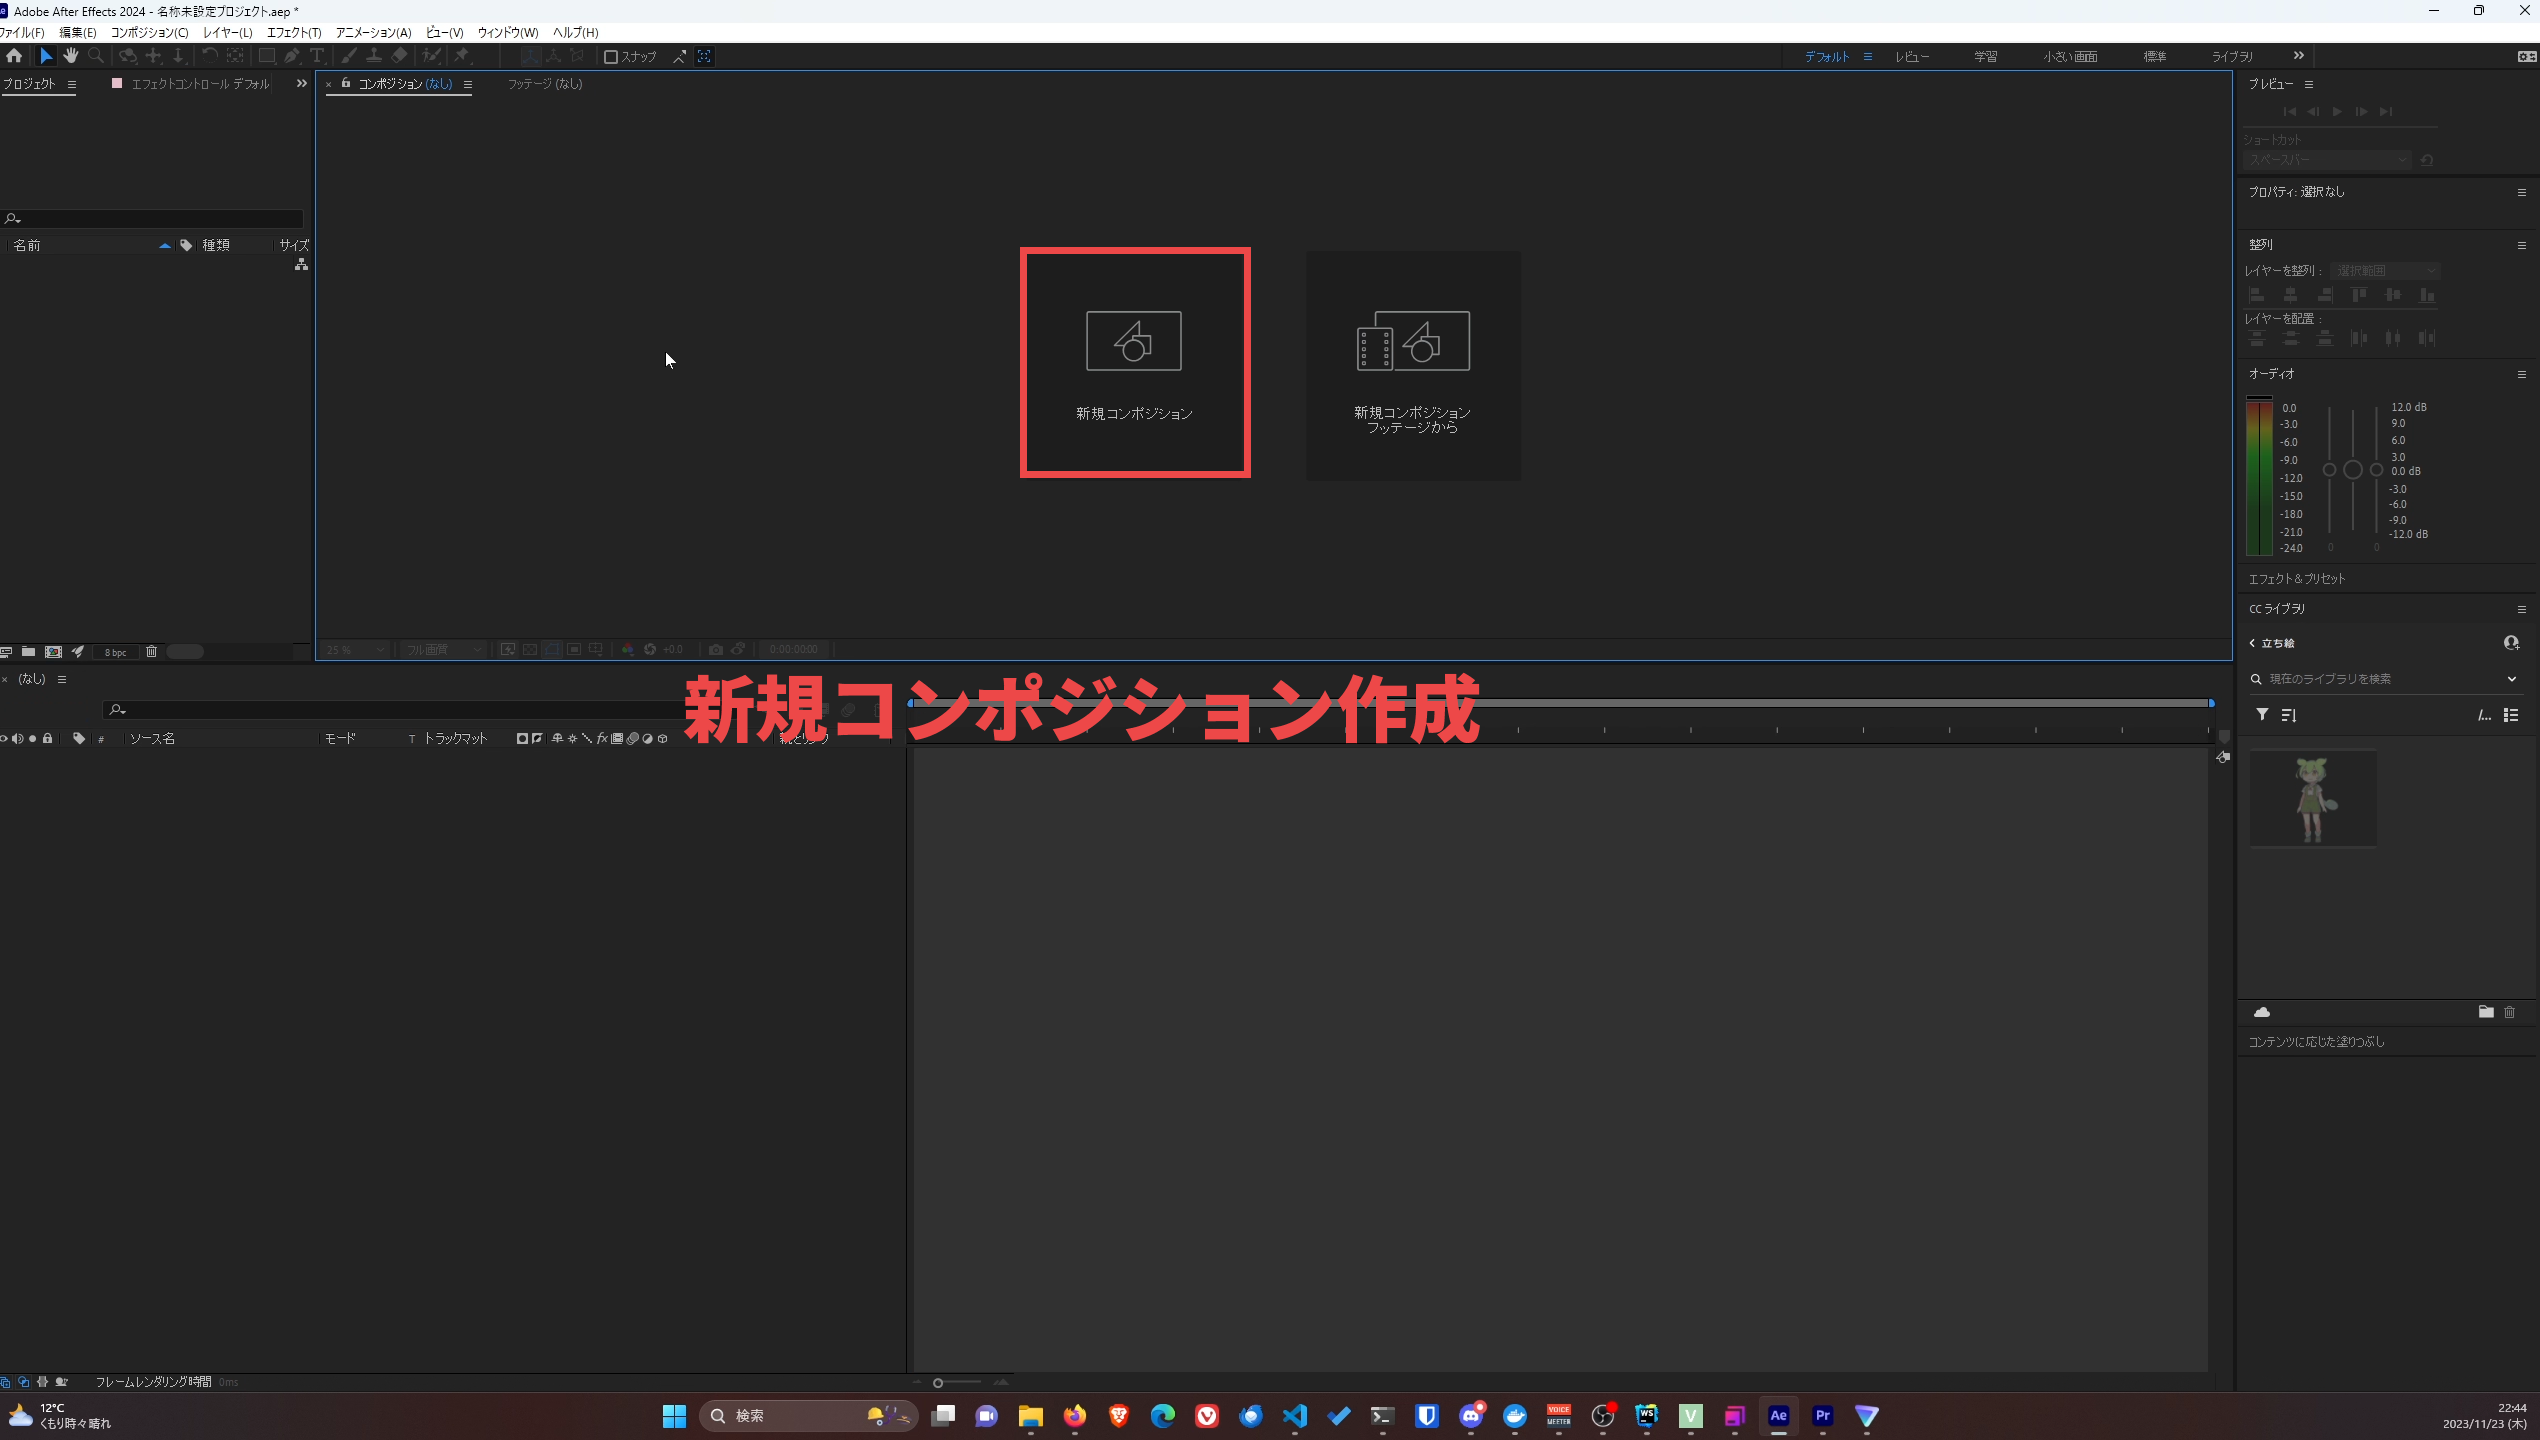 Adobe After Effects 2024 - 名称未設定プロジェクト.aep *
ファイル(F) 編集(E) コンポジション(C) レイヤー(L) エフェクト(T) アニメーション(A) ビュー(V) ウィンドウ(W) ヘルプ(H)
スナップ
デフォルト レビュー 学習 小さい画面 標準 ライブラリ
プロジェクト エフェクトコントロール デフォル
コンポジション (なし) フッテージ (なし)
名前 種類 サイズ
新規コンポジション
新規コンポジション
フッテージから
8 bpc
25 % フル画質 +0.0 0:00:00:00
プレビュー
ショートカット
スペースバー
プロパティ: 選択なし
整列
レイヤーを整列 : 選択範囲
レイヤーを配置 :
オーディオ
0.0
-3.0
-6.0
-9.0
-12.0
-15.0
-18.0
-21.0
-24.0
0 0
12.0 dB
9.0
6.0
3.0
0.0 dB
-3.0
-6.0
-9.0
-12.0 dB
エフェクト＆プリセット
CC ライブラリ
立ち絵
現在のライブラリを検索
/...
コンテンツに応じた塗りつぶし
(なし)
新規コンポジション作成
# ソース名 モード T トラックマット fx 親とリンク
フレームレンダリング時間 0ms
12°C
くもり時々晴れ
検索
VOICE
MEETER
WS
V
Ae
Pr
22:44
2023/11/23 (木)